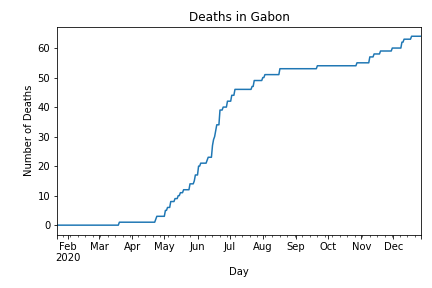 Deaths in Gabon
Number of Deaths
60
50
40
30
20
10
0
Feb Mar Apr May Jun Jul Aug Sep Oct Nov Dec
2020
Day